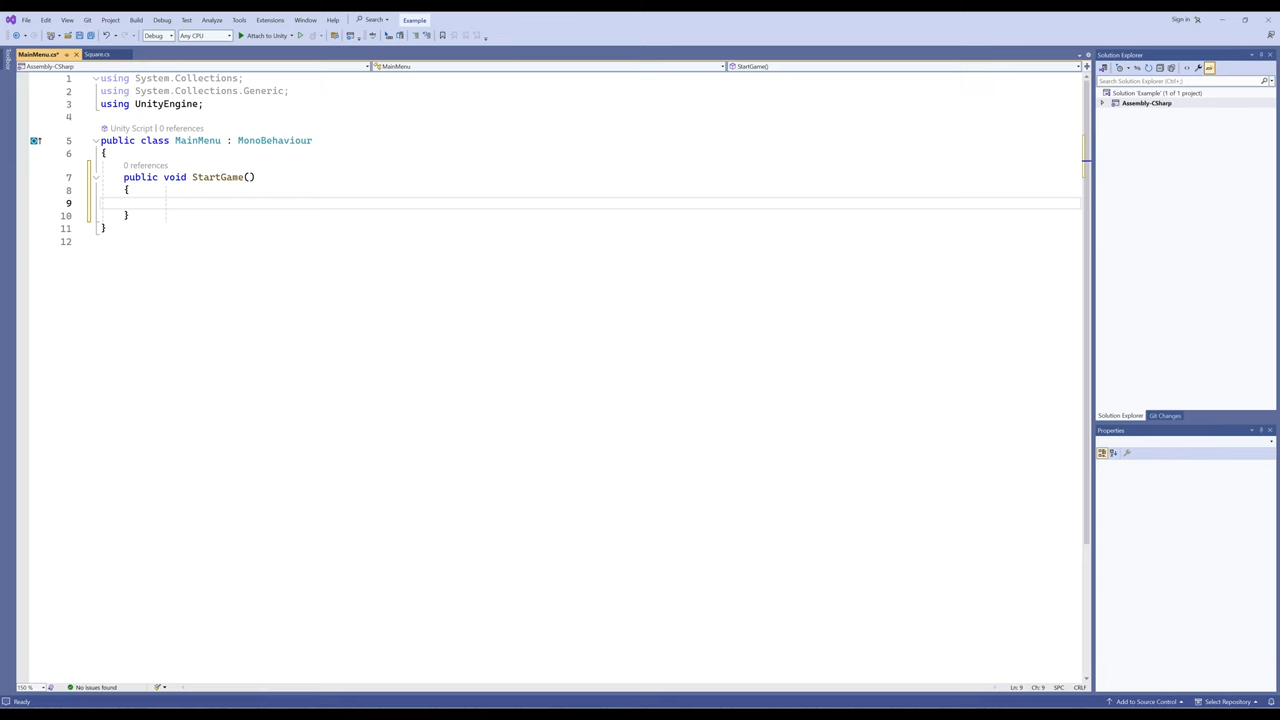 File Edit View Git Project Build Debug Test Analyze Tools Extensions Window Help Search Example Sign in
Debug Any CPU Attach to Unity
MainMenu.cs* Square.cs
Assembly-CSharp MainMenu StartGame()
1 using System.Collections;
2 using System.Collections.Generic;
3 using UnityEngine;
4
Unity Script | 0 references
5 public class MainMenu : MonoBehaviour
6 {
0 references
7 public void StartGame()
8 {
9
10 }
11 }
12
150 % No issues found Ln: 9 Ch: 9 SPC CRLF
Ready Add to Source Control Select Repository
Toolbox
Solution Explorer
Search Solution Explorer (Ctrl+;)
Solution 'Example' (1 of 1 project)
Assembly-CSharp
Solution Explorer Git Changes
Properties